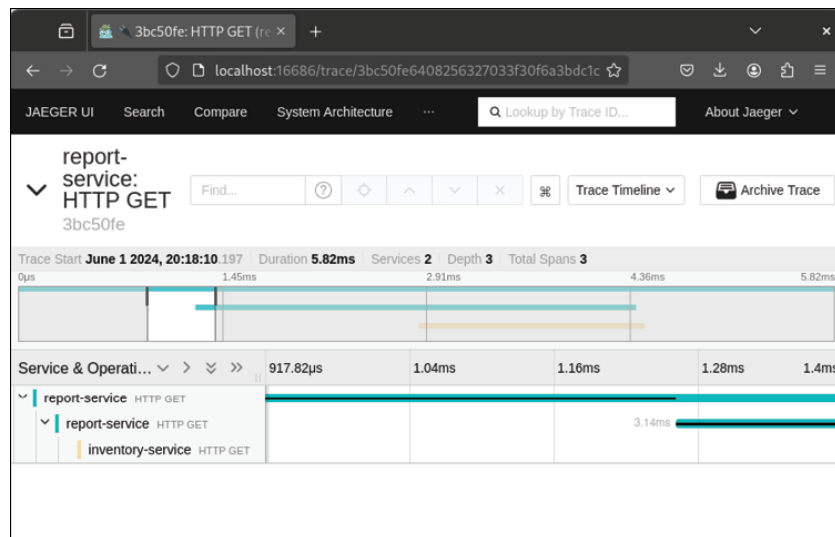 3bc50fe: HTTP GET (re
localhost:16686/trace/3bc50fe6408256327033f30f6a3bdc1c
JAEGER UI Search Compare System Architecture ··· Lookup by Trace ID... About Jaeger
report-
service:
HTTP GET
3bc50fe
Find... Trace Timeline Archive Trace
Trace Start June 1 2024, 20:18:10.197 Duration 5.82ms Services 2 Depth 3 Total Spans 3
0μs 1.45ms 2.91ms 4.36ms 5.82ms
Service & Operati... 917.82μs 1.04ms 1.16ms 1.28ms 1.4ms
report-service HTTP GET
report-service HTTP GET 3.14ms
inventory-service HTTP GET